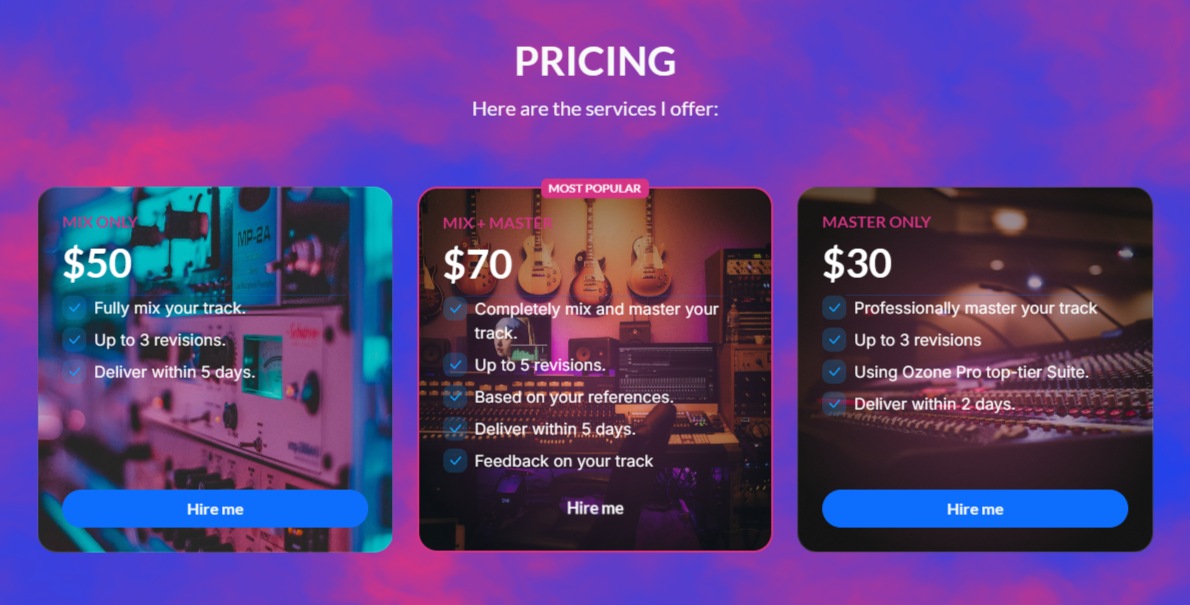 PRICING
Here are the services I offer:
MIX ONLY
$50
Fully mix your track.
Up to 3 revisions.
Deliver within 5 days.
Hire me
MP-2A
MOST POPULAR
MIX + MASTER
$70
Completely mix and master your
track.
Up to 5 revisions.
Based on your references.
Deliver within 5 days.
Feedback on your track
Hire me
MASTER ONLY
$30
Professionally master your track
Up to 3 revisions
Using Ozone Pro top-tier Suite.
Deliver within 2 days.
Hire me